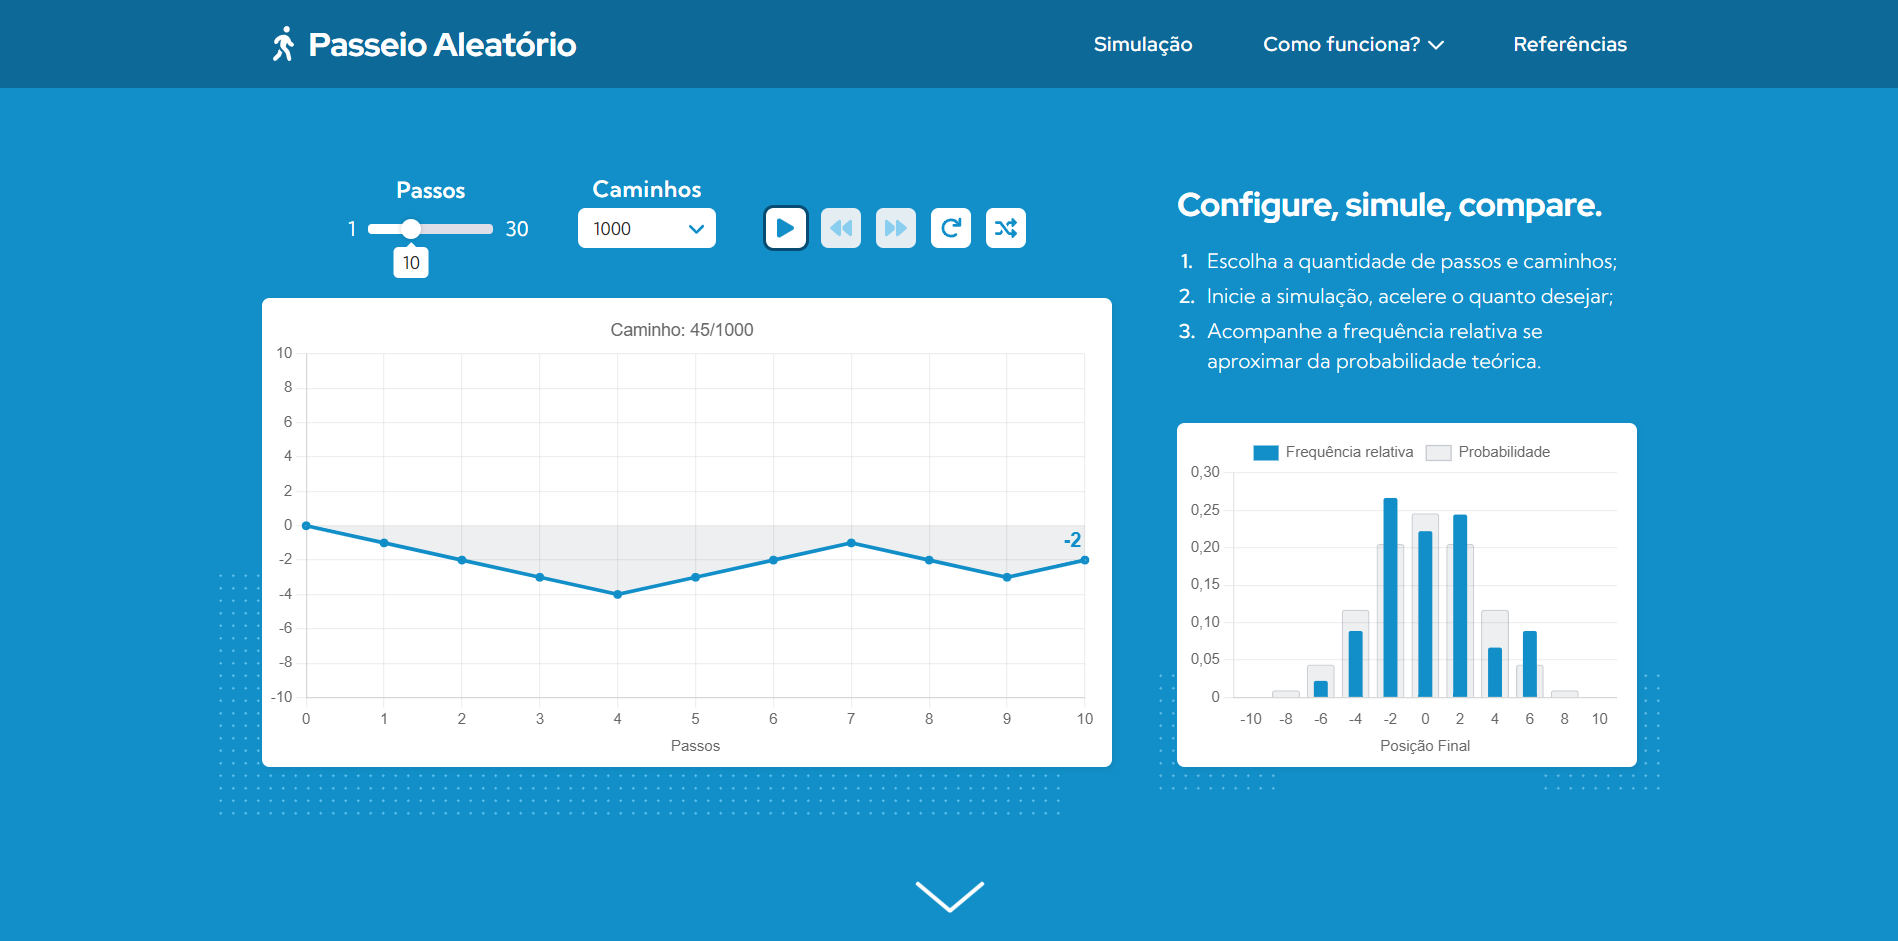 Passeio Aleatório
Simulação
Como funciona?
Referências
Passos
1
30
10
Caminhos
1000
Configure, simule, compare.
1. Escolha a quantidade de passos e caminhos;
2. Inicie a simulação, acelere o quanto desejar;
3. Acompanhe a frequência relativa se
aproximar da probabilidade teórica.
Caminho: 45/1000
10
8
6
4
2
0
-2
-4
-6
-8
-10
-2
0 1 2 3 4 5 6 7 8 9 10
Passos
Frequência relativa
Probabilidade
0,30
0,25
0,20
0,15
0,10
0,05
0
-10 -8 -6 -4 -2 0 2 4 6 8 10
Posição Final